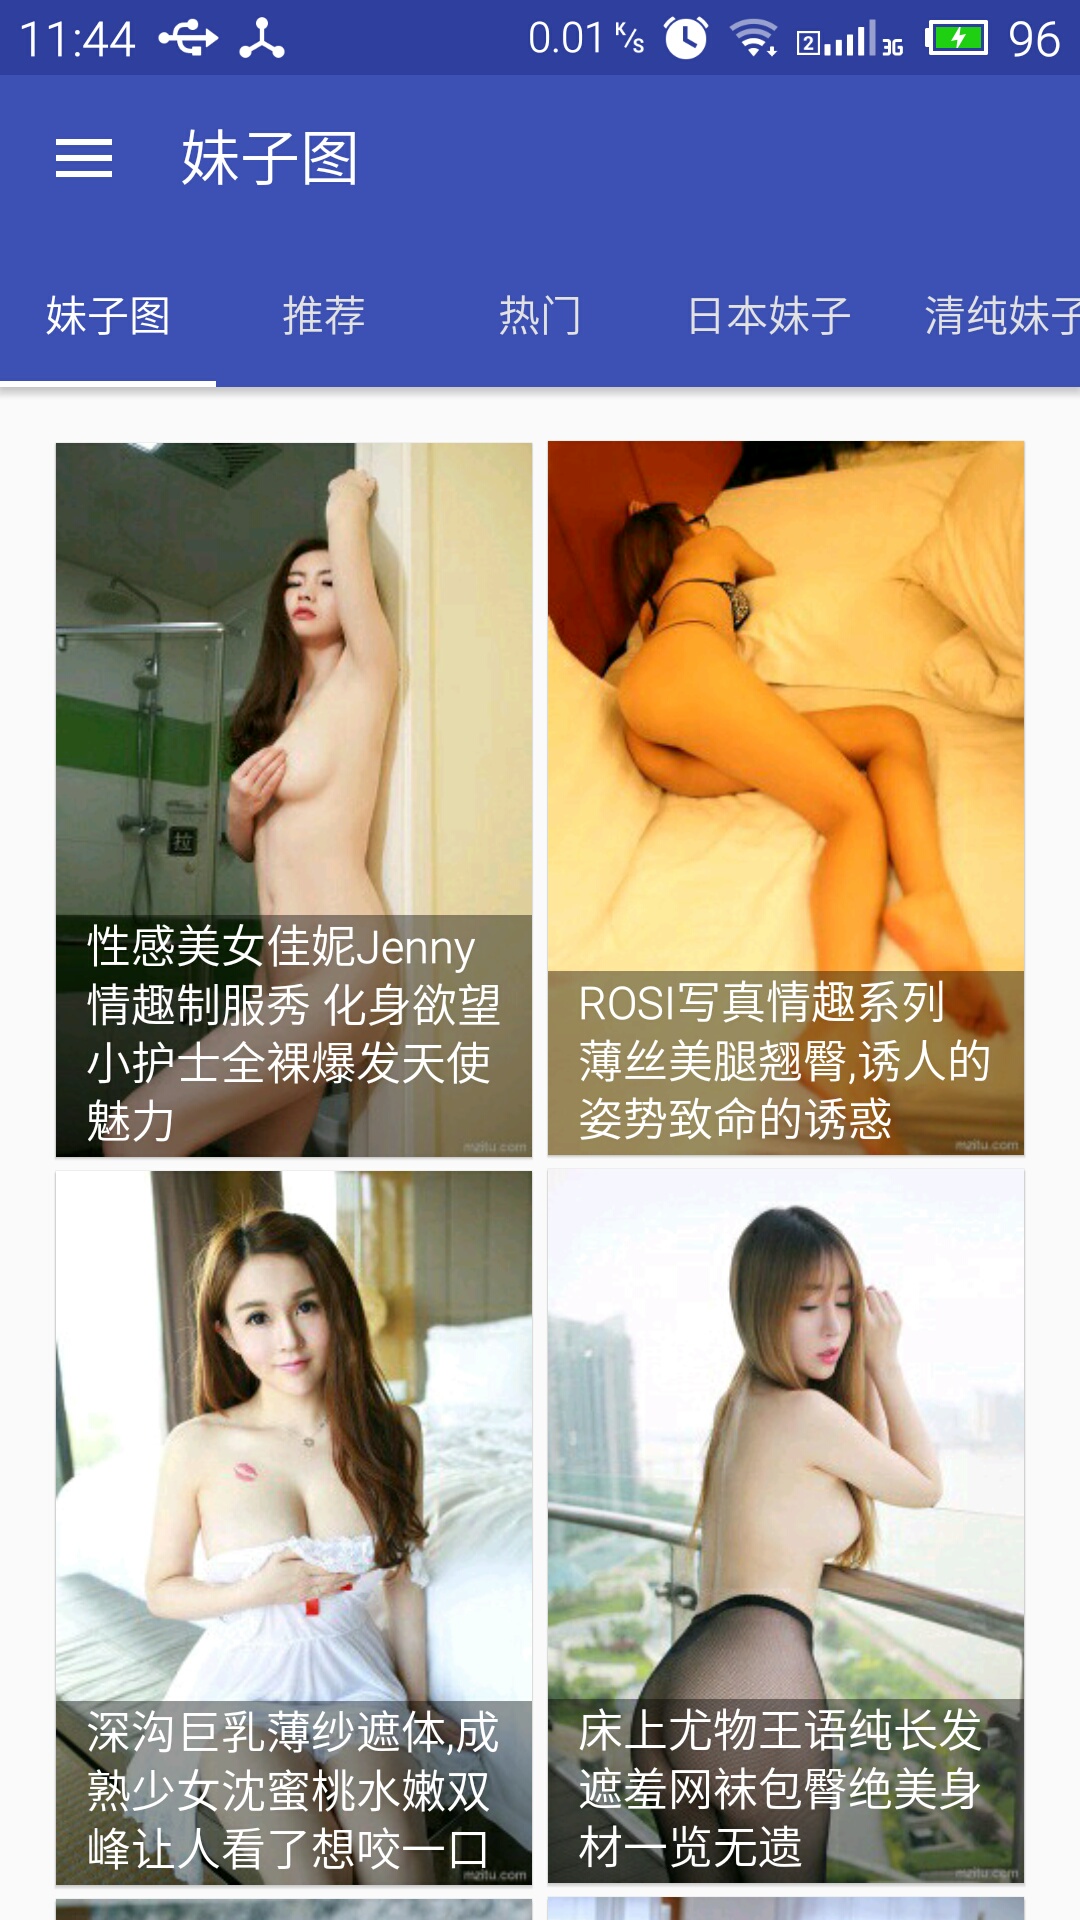 11:44
0.01 K/S
2
3G
96
妹子图
妹子图 推荐 热门 日本妹子 清纯妹子
拉
性感美女佳妮Jenny
情趣制服秀 化身欲望
小护士全裸爆发天使
魅力
mzitu.com
ROSI写真情趣系列
薄丝美腿翘臀,诱人的
姿势致命的诱惑
mzitu.com
深沟巨乳薄纱遮体,成
熟少女沈蜜桃水嫩双
峰让人看了想咬一口
mzitu.com
床上尤物王语纯长发
遮羞网袜包臀绝美身
材一览无遗
mzitu.com